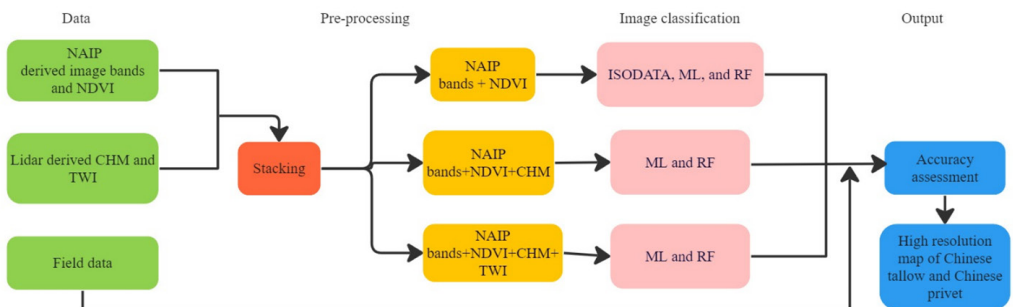 Data
Pre-processing
Image classification
Output
NAIP
derived image bands
and NDVI
Lidar derived CHM and
TWI
Field data
Stacking
NAIP
bands + NDVI
NAIP
bands+NDVI+CHM
NAIP
bands+NDVI+CHM+
TWI
ISODATA, ML, and RF
ML and RF
ML and RF
Accuracy
assessment
High resolution
map of Chinese
tallow and Chinese
privet